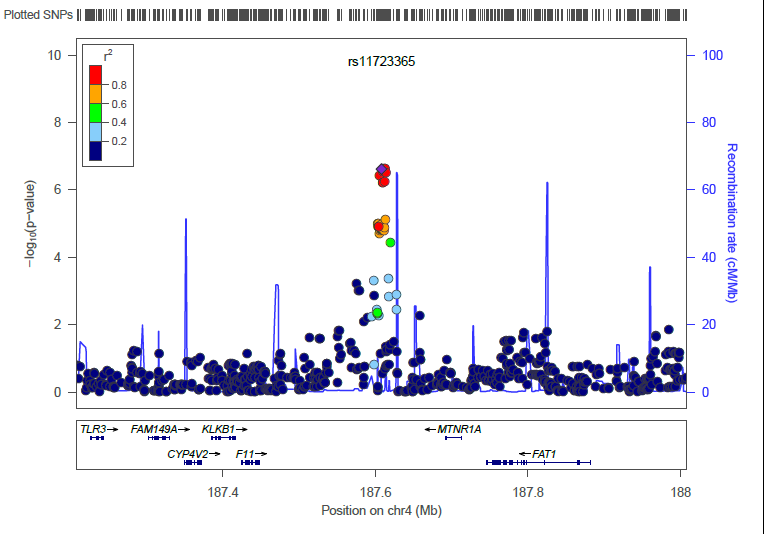 Plotted SNPs
10
8
6
4
2
0
−log10(p−value)
r2
0.8
0.6
0.4
0.2
rs11723365
100
80
60
40
20
0
Recombination rate (cM/Mb)
TLR3
FAM149A
KLKB1
MTNR1A
CYP4V2
F11
FAT1
187.4
187.6
187.8
188
Position on chr4 (Mb)